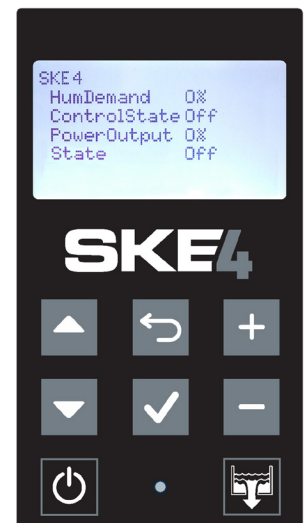 SKE4
HumDemand 0%
ControlState Off
PowerOutput 0%
State Off
SKE4